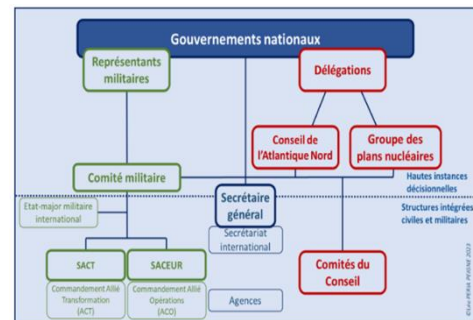 Gouvernements nationaux
Représentants
militaires
Délégations
Conseil de
l'Atlantique Nord
Groupe des
plans nucléaires
Comité militaire
Hautes instances
décisionnelles
Secrétaire
général
Structures intégrées
civiles et militaires
Etat-major militaire
international
Secrétariat
international
SACT
SACEUR
Comités du
Conseil
Commandement Allié
Transformation
(ACT)
Commandement Allié
Opérations
(ACO)
Agences